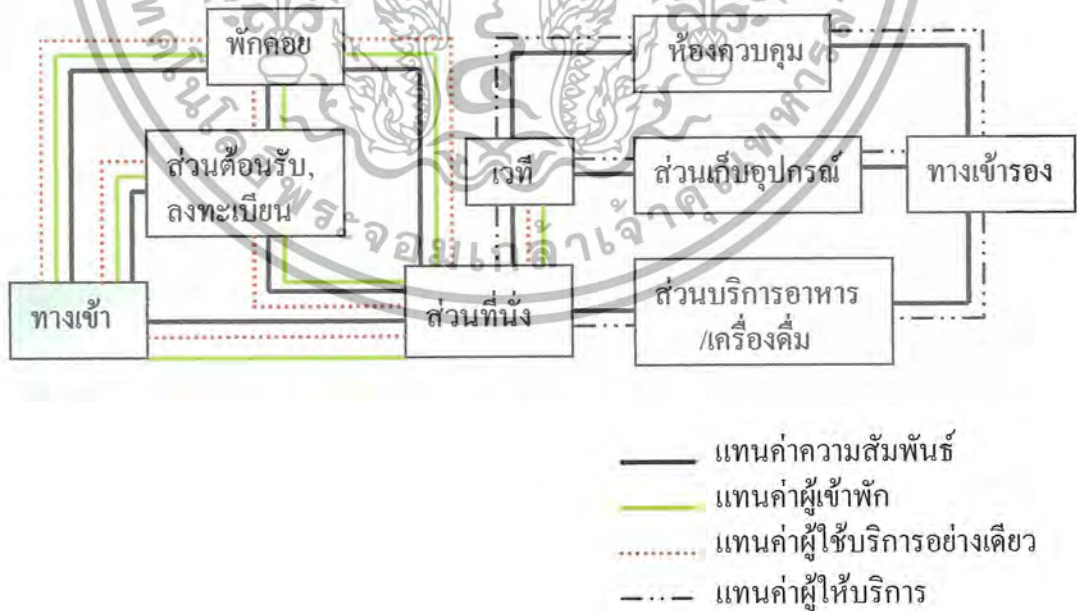 พักคอย
ห้องควบคุม
ส่วนต้อนรับ,
ลงทะเบียน
เวที
ส่วนเก็บอุปกรณ์
ทางเข้ารอง
ทางเข้า
ส่วนที่นั่ง
ส่วนบริการอาหาร
/เครื่องดื่ม
แทนค่าความสัมพันธ์
แทนค่าผู้เข้าพัก
แทนค่าผู้ใช้บริการอย่างเดียว
แทนค่าผู้ให้บริการ